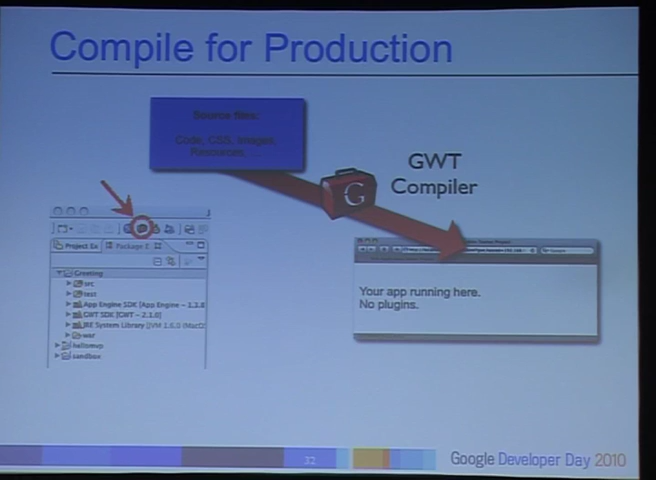 Compile for Production
Source files:
Code, CSS, Images
Resources
GWT
Compiler
G
Project Ex
Package E
Greeting
src
test
App Engine SDK [App Engine - 1.3.8
GWT SDK [GWT - 2.1.0]
JRE System Library [JVM 1.6.0 (MacO
war
hellomvp
sandbox
Your app running here.
No plugins.
32
Google Developer Day 2010